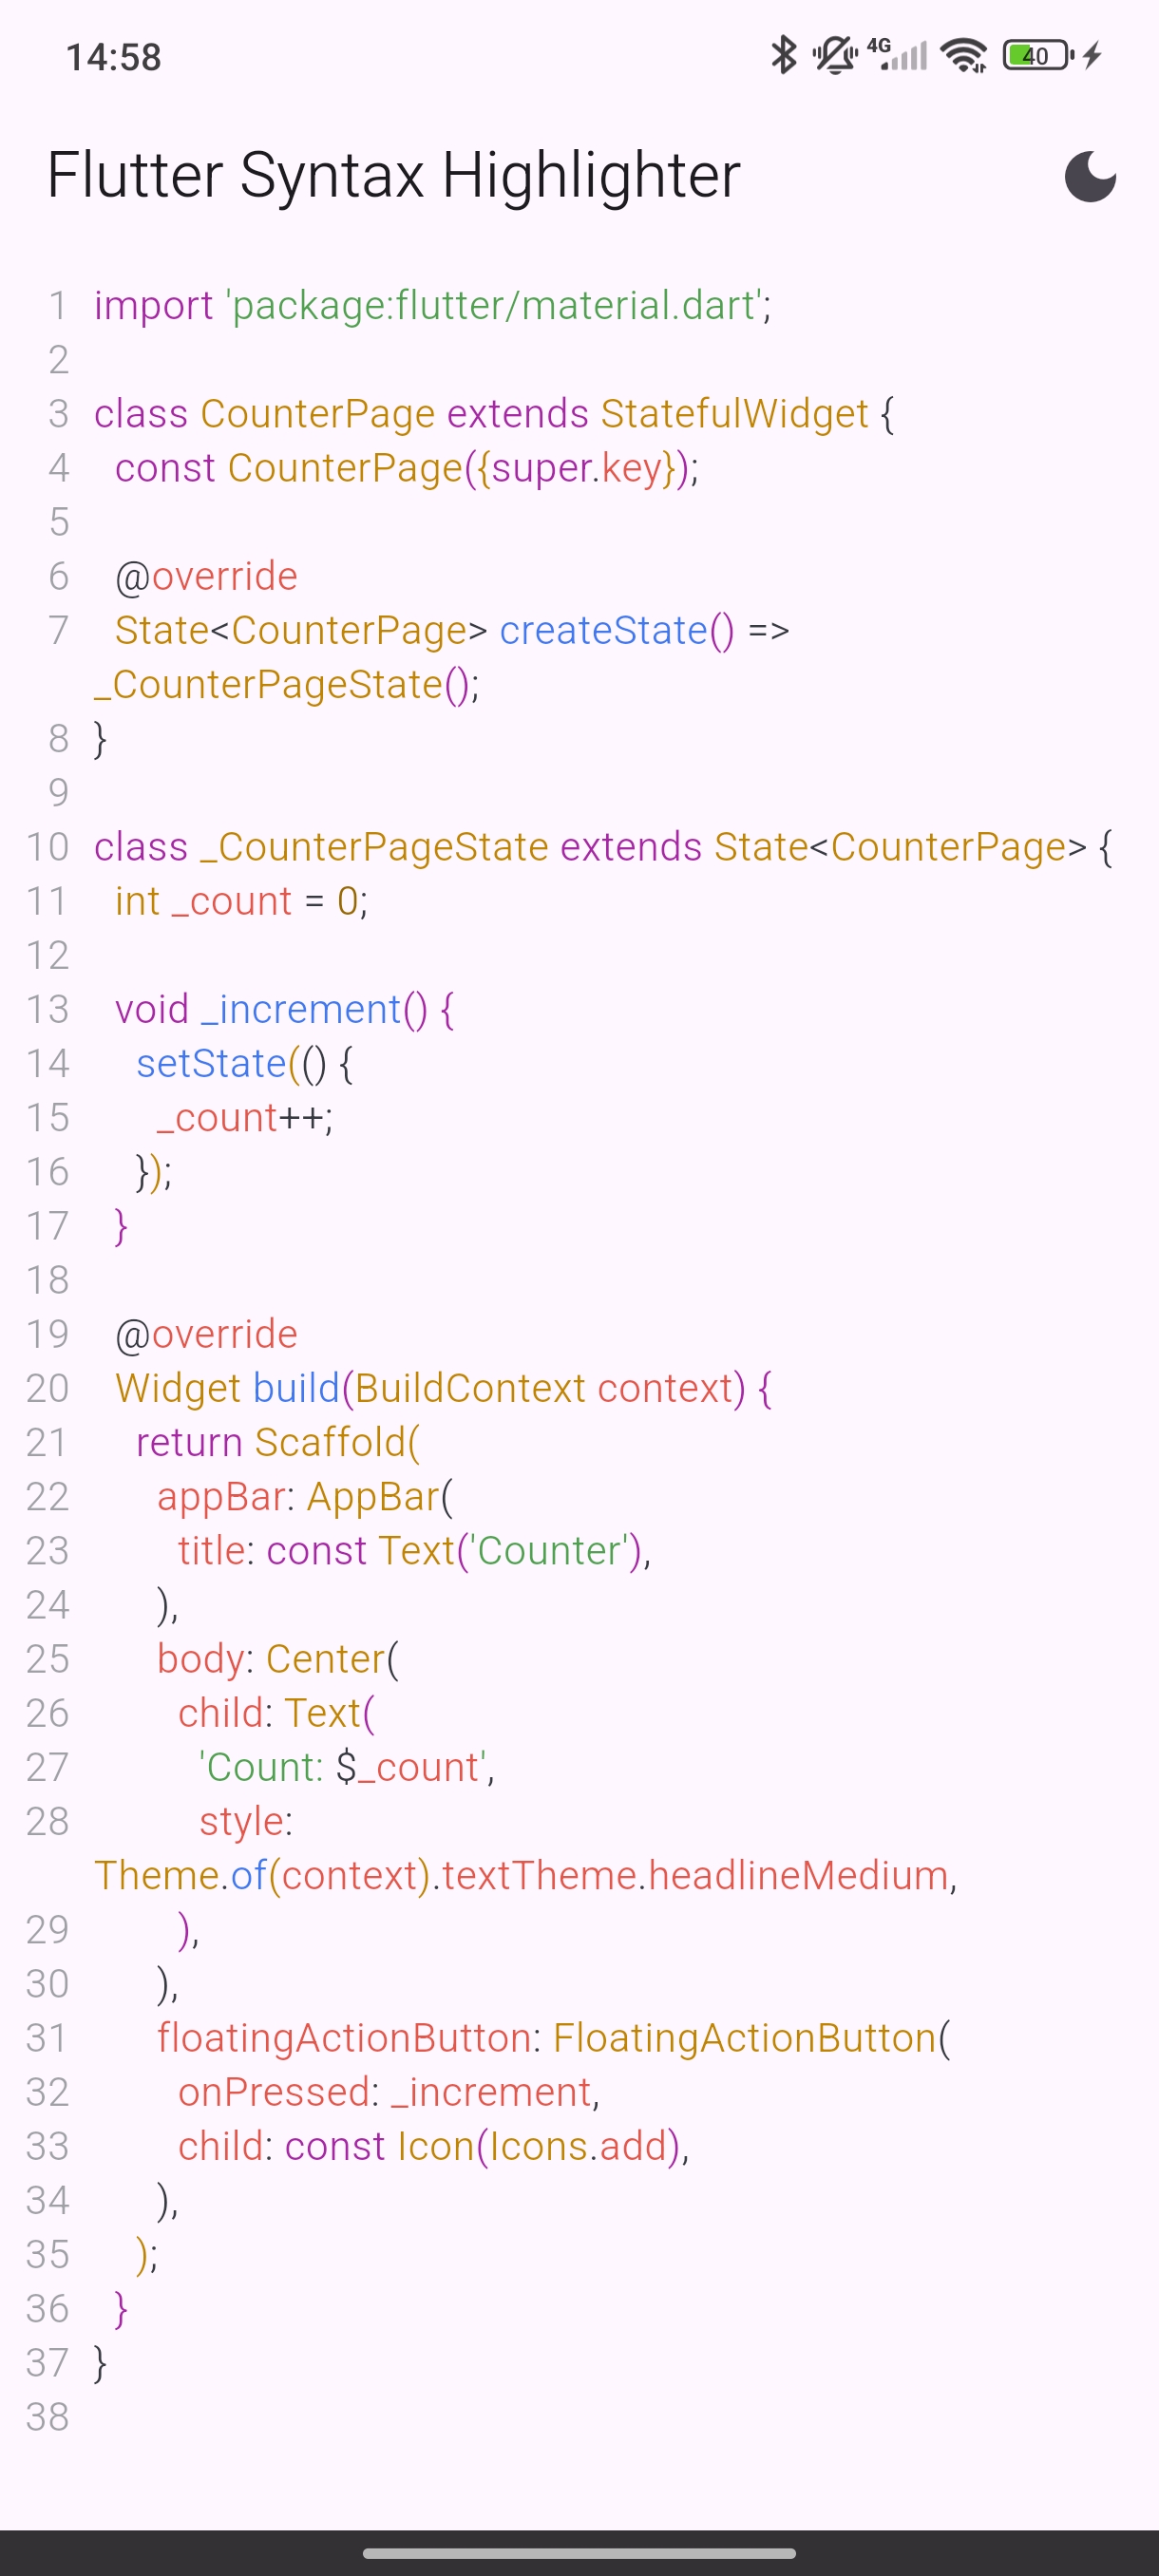 14:58
4G
40
Flutter Syntax Highlighter
1 import 'package:flutter/material.dart';
2
3 class CounterPage extends StatefulWidget {
4   const CounterPage({super.key});
5
6   @override
7   State<CounterPage> createState() =>
_CounterPageState();
8 }
9
10 class _CounterPageState extends State<CounterPage> {
11   int _count = 0;
12
13   void _increment() {
14     setState(() {
15       _count++;
16     });
17   }
18
19   @override
20   Widget build(BuildContext context) {
21     return Scaffold(
22       appBar: AppBar(
23         title: const Text('Counter'),
24       ),
25       body: Center(
26         child: Text(
27           'Count: $_count',
28           style:
Theme.of(context).textTheme.headlineMedium,
29         ),
30       ),
31       floatingActionButton: FloatingActionButton(
32         onPressed: _increment,
33         child: const Icon(Icons.add),
34       ),
35     );
36   }
37 }
38